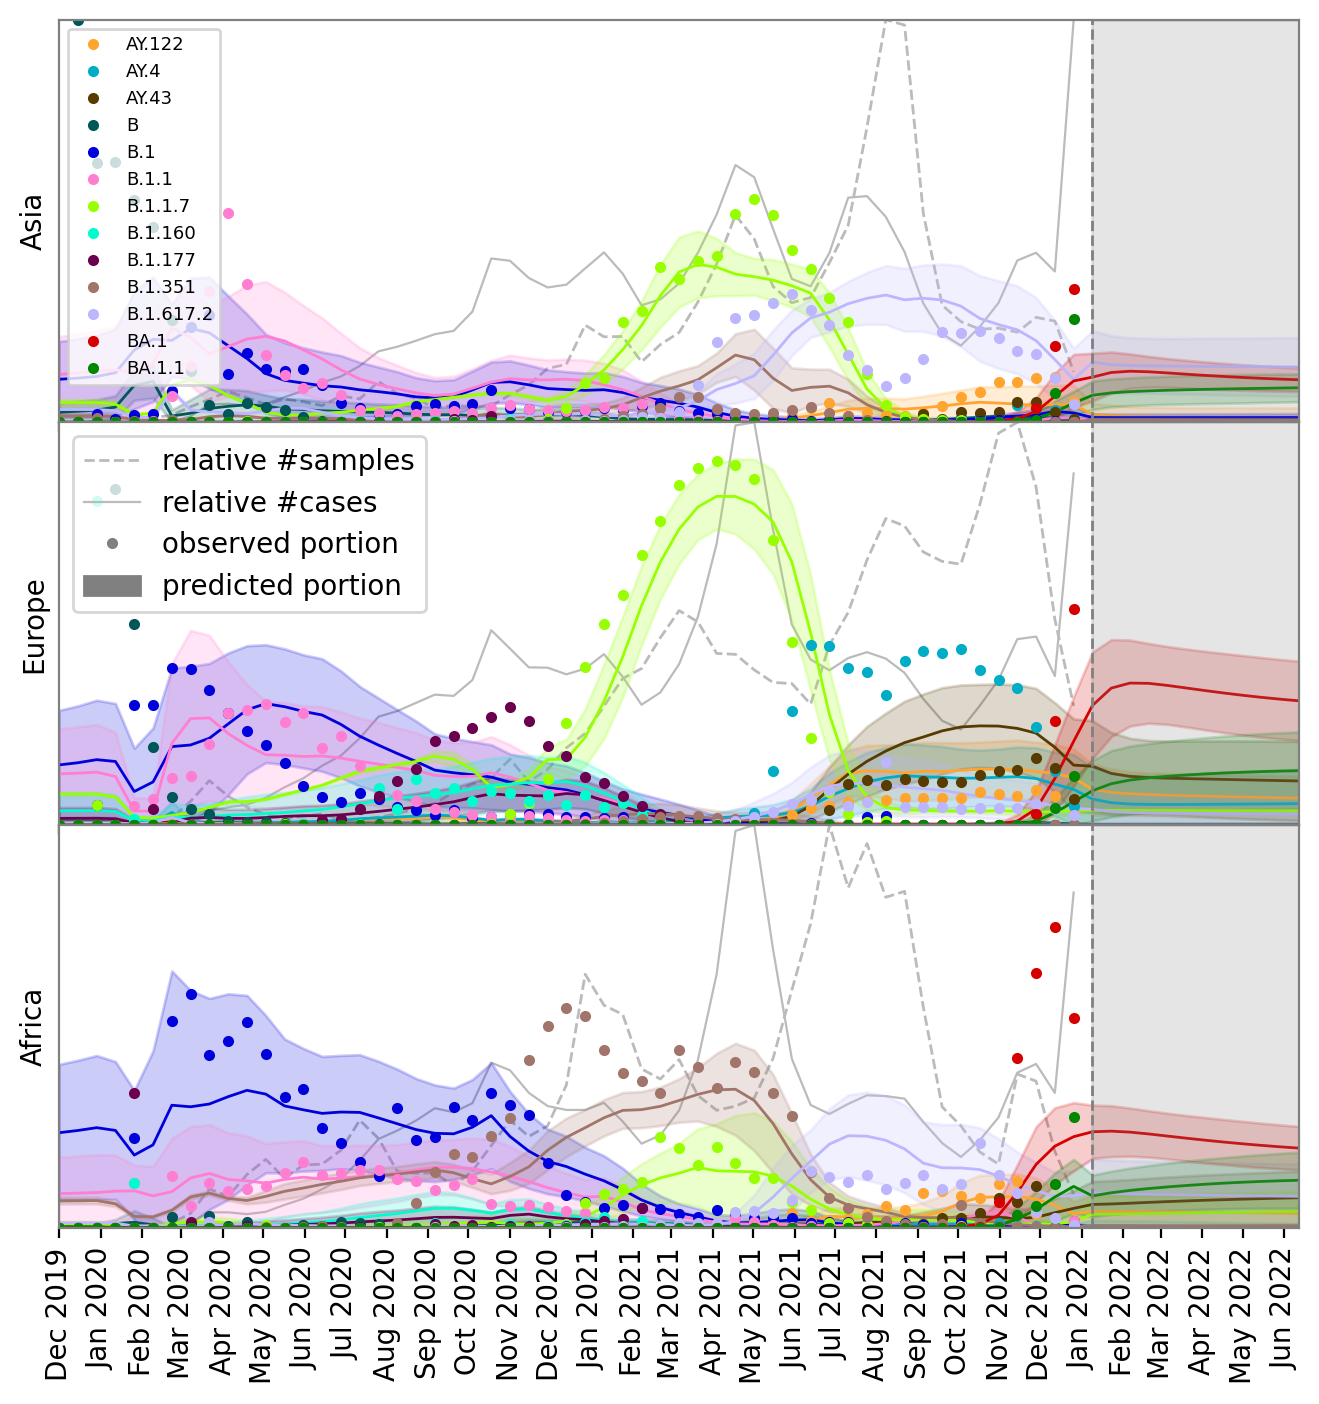 Asia
AY.122
AY.4
AY.43
B
B.1
B.1.1
B.1.1.7
B.1.160
B.1.177
B.1.351
B.1.617.2
BA.1
BA.1.1
Europe
relative #samples
relative #cases
observed portion
predicted portion
Africa
Dec 2019
Jan 2020
Feb 2020
Mar 2020
Apr 2020
May 2020
Jun 2020
Jul 2020
Aug 2020
Sep 2020
Oct 2020
Nov 2020
Dec 2020
Jan 2021
Feb 2021
Mar 2021
Apr 2021
May 2021
Jun 2021
Jul 2021
Aug 2021
Sep 2021
Oct 2021
Nov 2021
Dec 2021
Jan 2022
Feb 2022
Mar 2022
Apr 2022
May 2022
Jun 2022